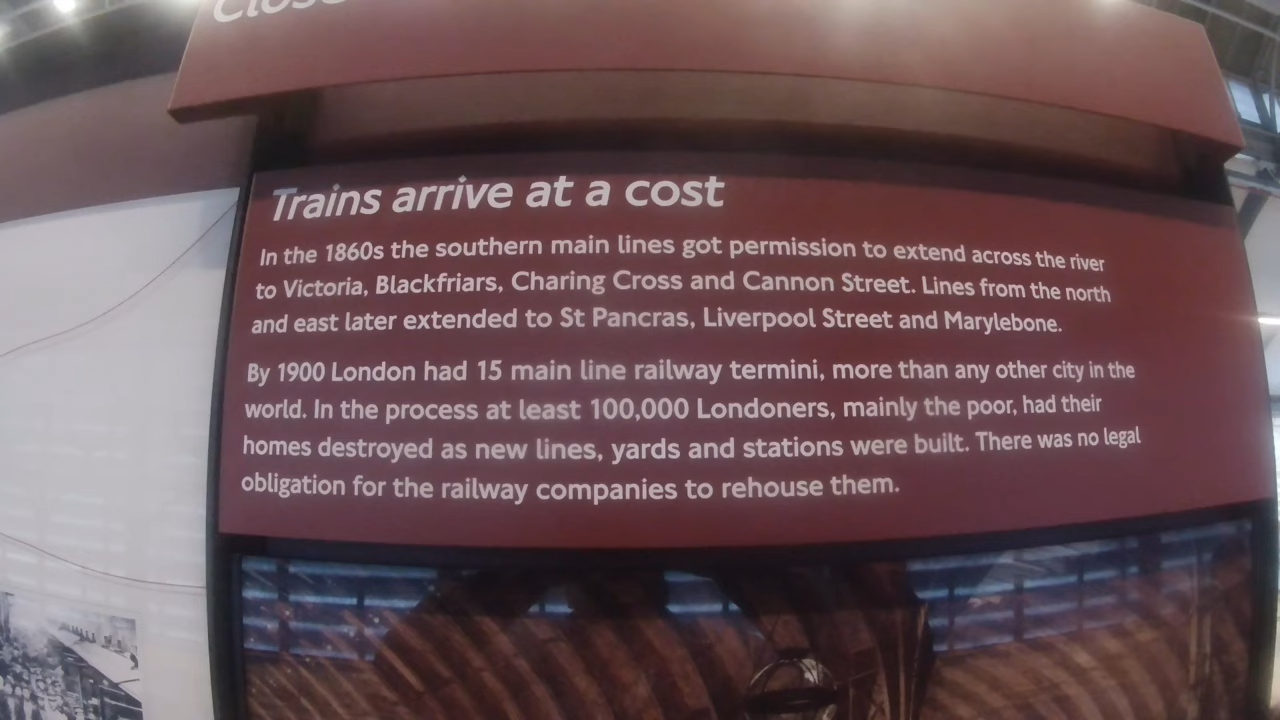 Trains arrive at a cost
In the 1860s the southern main lines got permission to extend across the river
to Victoria, Blackfriars, Charing Cross and Cannon Street. Lines from the north
and east later extended to St Pancras, Liverpool Street and Marylebone.
By 1900 London had 15 main line railway termini, more than any other city in the
world. In the process at least 100,000 Londoners, mainly the poor, had their
homes destroyed as new lines, yards and stations were built. There was no legal
obligation for the railway companies to rehouse them.